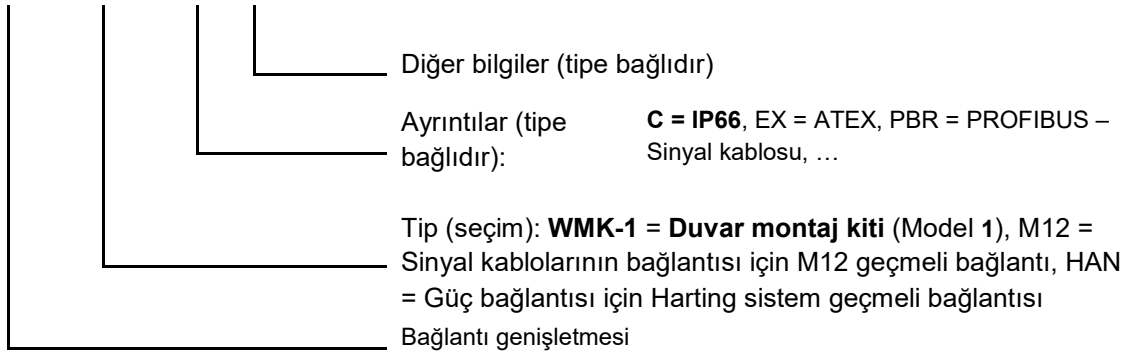 Diğer bilgiler (tipe bağlıdır)
Ayrıntılar (tipe bağlıdır):
C = IP66, EX = ATEX, PBR = PROFIBUS –
Sinyal kablosu, …
Tip (seçim): WMK-1 = Duvar montaj kiti (Model 1), M12 =
Sinyal kablolarının bağlantısı için M12 geçmeli bağlantı, HAN
= Güç bağlantısı için Harting sistem geçmeli bağlantısı
Bağlantı genişletmesi